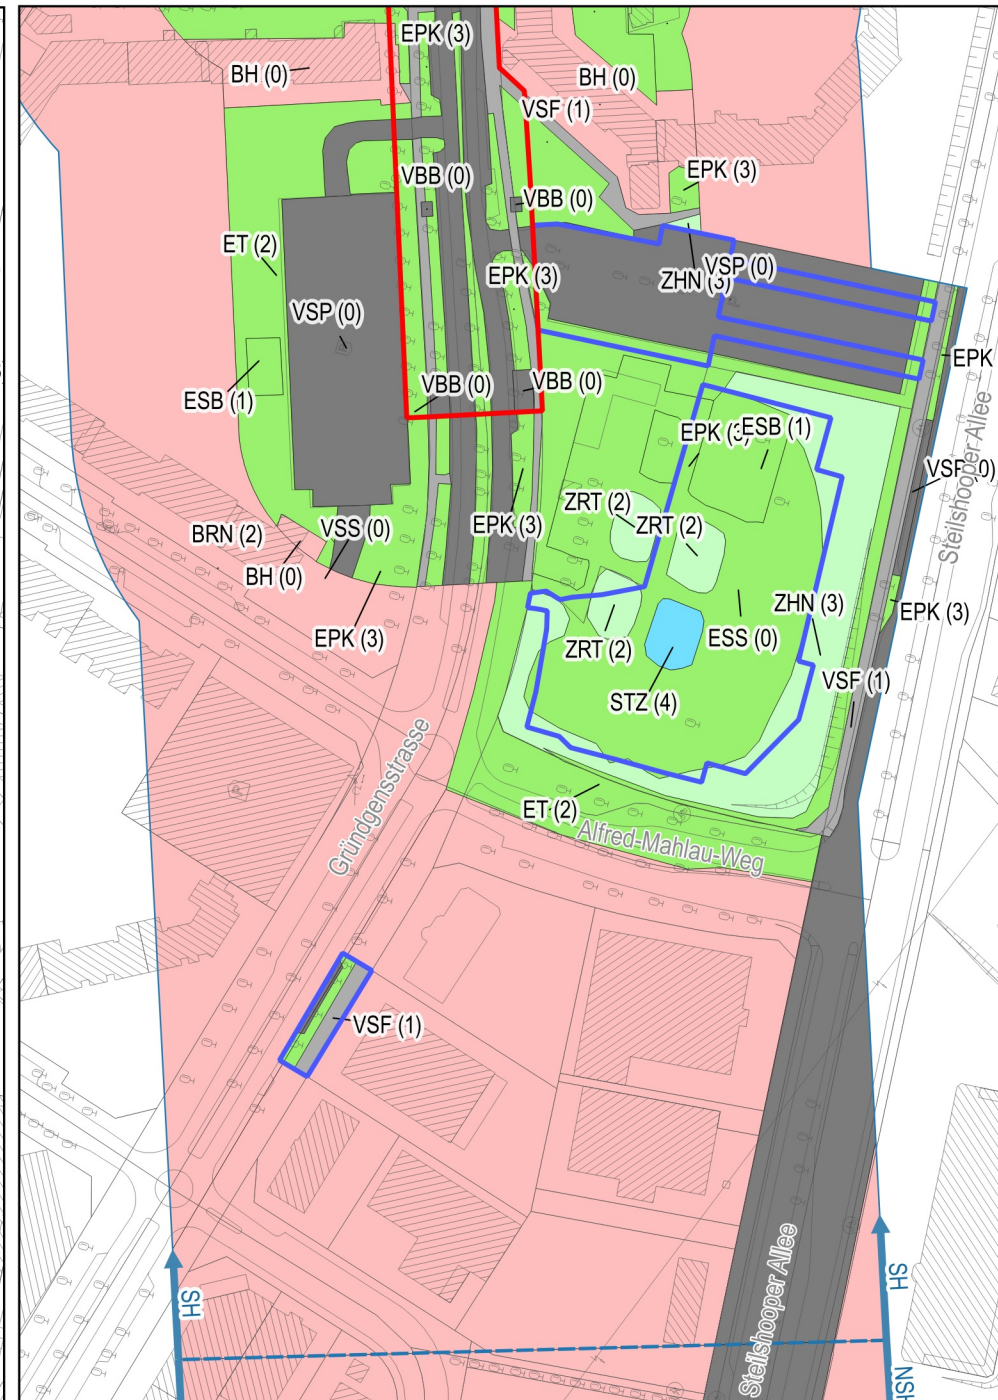 EPK (3)
BH (0)
BH (0)
VSF (1)
EPK (3)
VBB (0)
VBB (0)
ET (2)
EPK (3)
ZHN (3)
VSP (0)
VSP (0)
EPK
VBB (0)
VBB (0)
ESB (1)
EPK (3)
ESB (1)
Steilshooper Allee
ZRT (2)
ZRT (2)
EPK (3)
BRN (2)
VSS (0)
BH (0)
EPK (3)
ZHN (3)
EPK (3)
ESS (0)
ZRT (2)
VSF (1)
STZ (4)
Gründgensstrasse
ET (2)
Alfred-Mahlau-Weg
VSF (1)
Steilshooper Allee
SH
SH
NSH